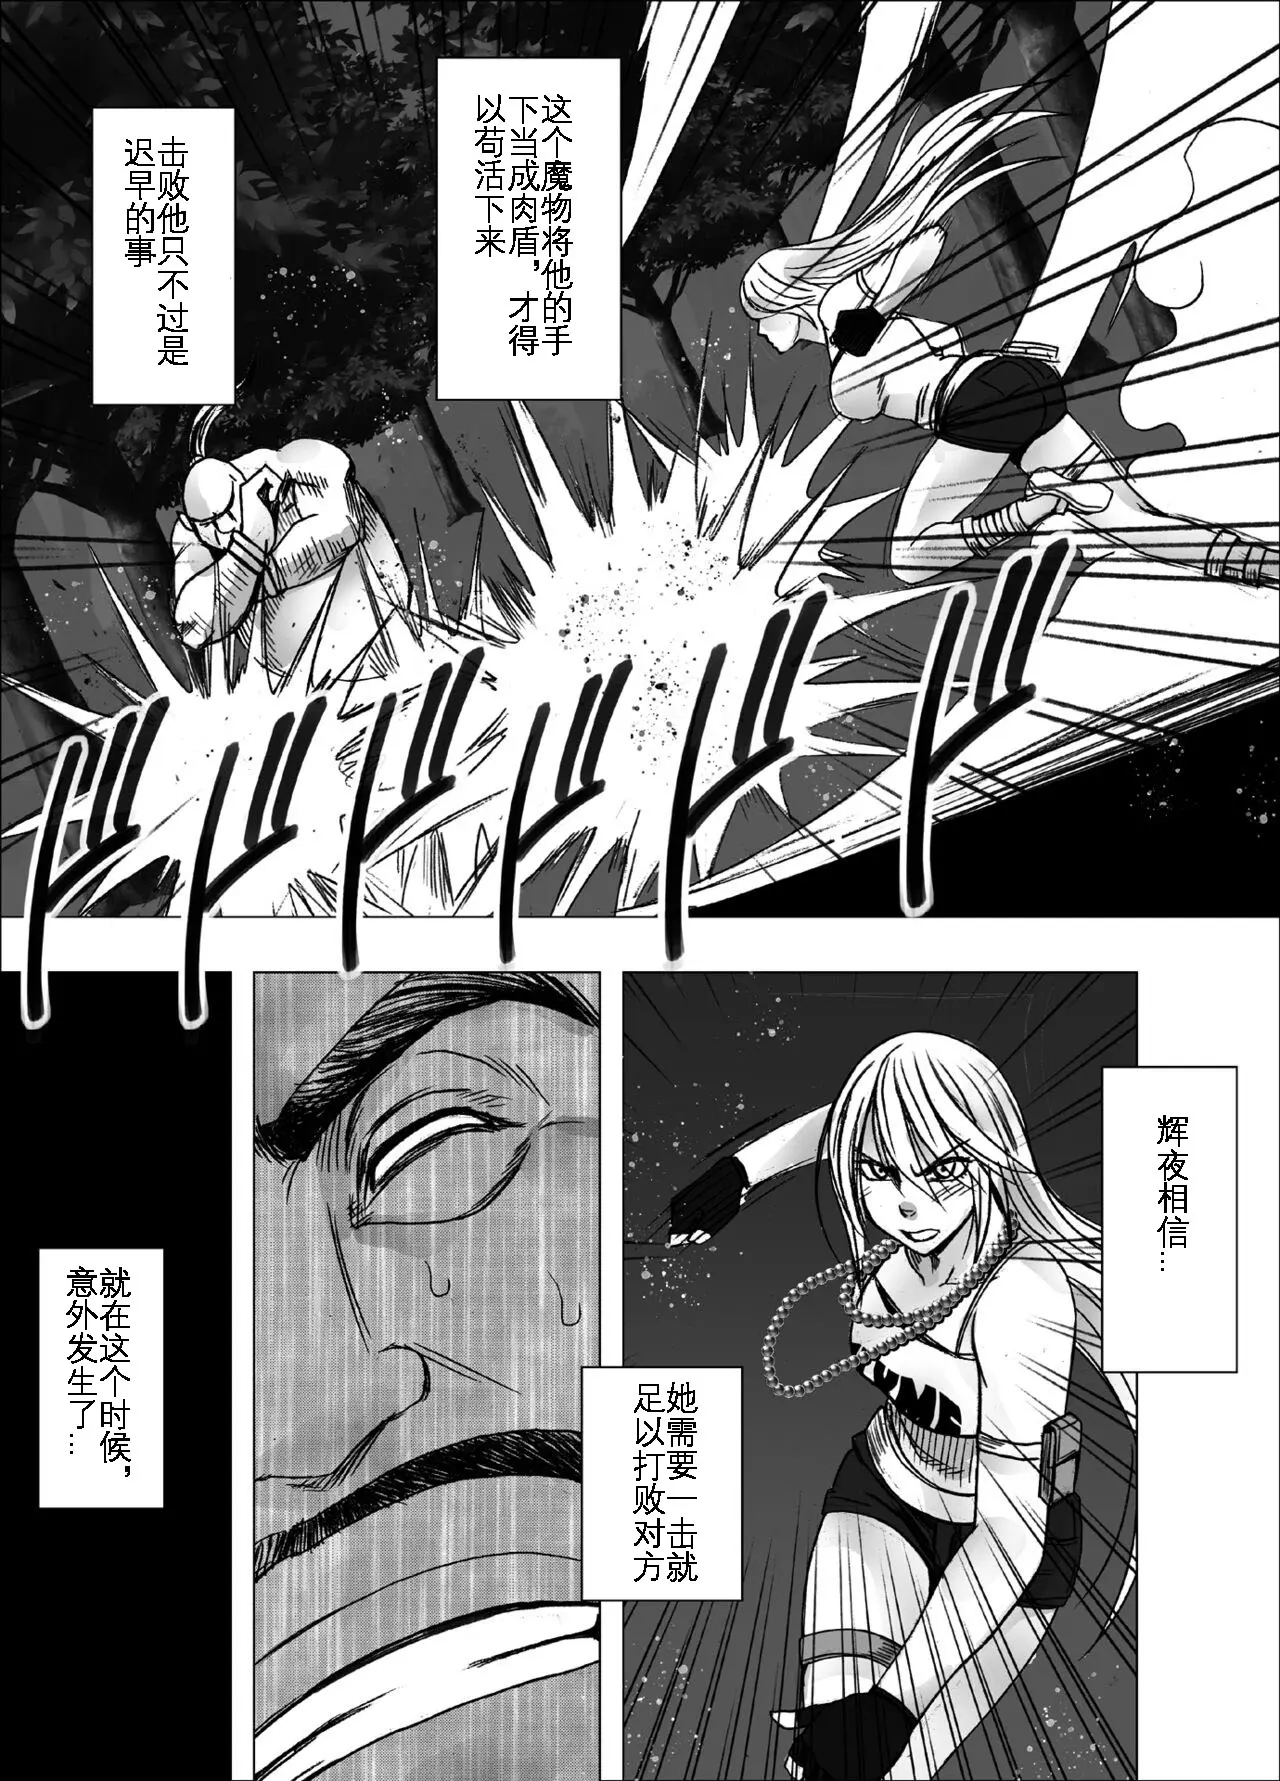 这个魔物将他的手
下当成肉盾，才得
以苟活下来
击败他只不过是
迟早的事
ドドドドドド
辉夜相信…
她需要一击就
足以打败对方
就在这个时候，
意外发生了…